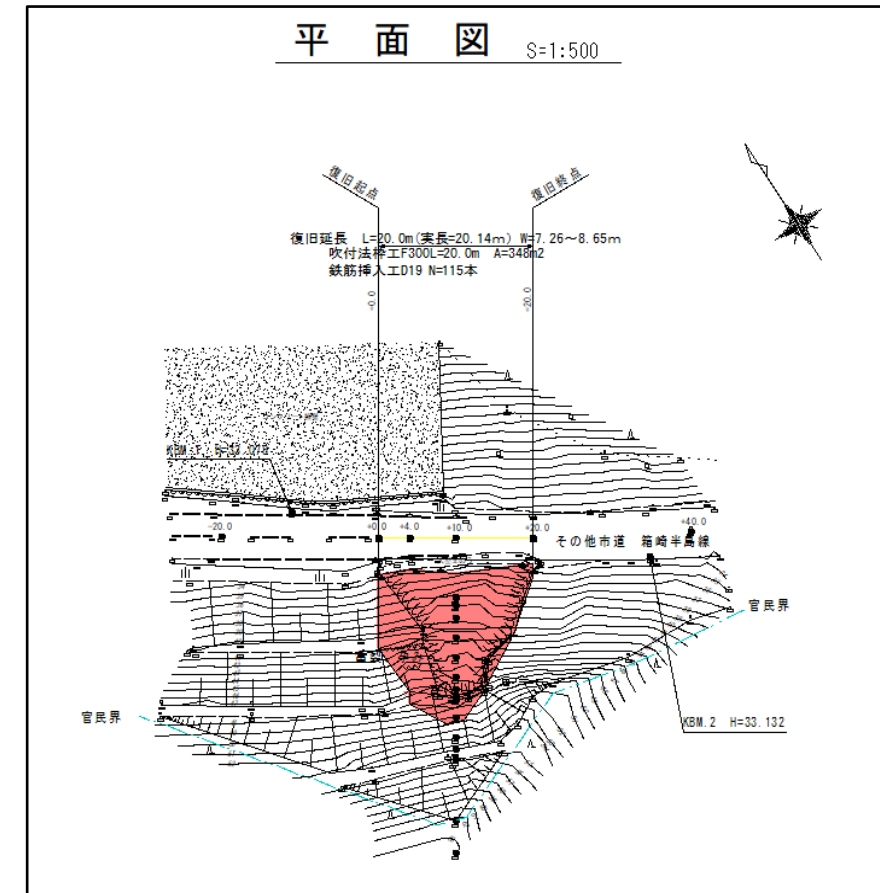 平面図 S=1:500
復旧起点
復旧終点
復旧延長 L=20.0m(実長=20.14m) W=7.26～8.65m
吹付法枠工F300L=20.0m A=348m2
鉄筋挿入工D19 N=115本
+0.0
+20.0
-20.0
+0.0
+4.0
+10.0
+20.0
+40.0
その他市道 箱崎半島線
官民界
官民界
KBM.2 H=33.132